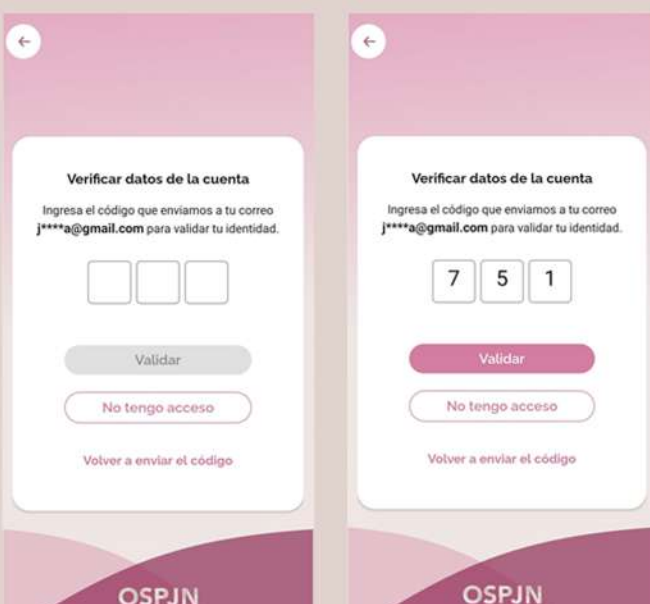 Verificar datos de la cuenta
Ingresa el código que enviamos a tu correo
j****a@gmail.com para validar tu identidad.
Validar
No tengo acceso
Volver a enviar el código
OSPJN
Verificar datos de la cuenta
Ingresa el código que enviamos a tu correo
j****a@gmail.com para validar tu identidad.
7 5 1
Validar
No tengo acceso
Volver a enviar el código
OSPJN